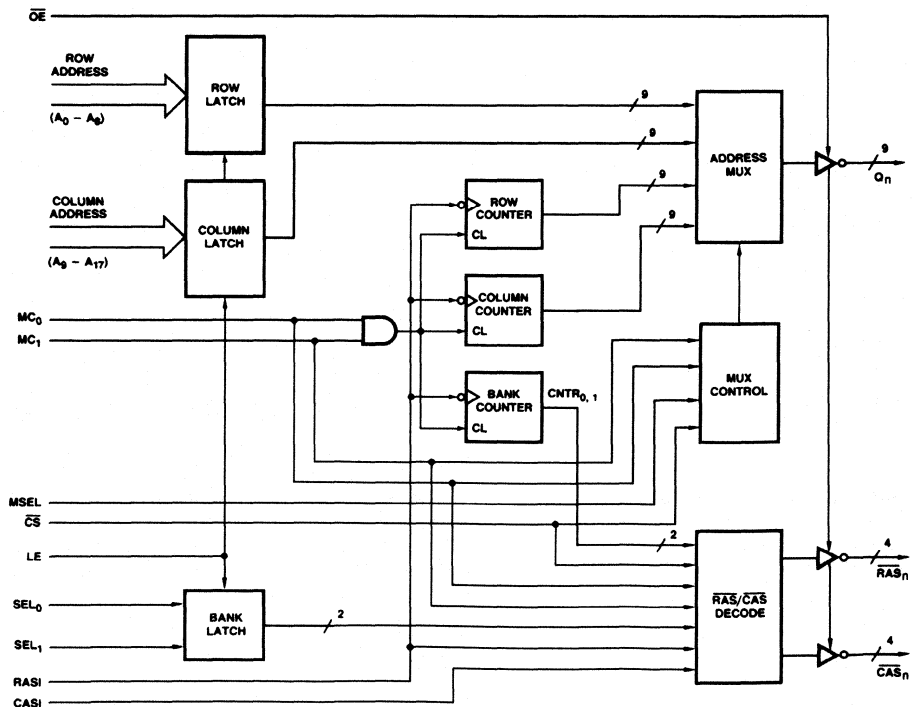 OE
ROW
ADDRESS
(A0 – A8)
ROW
LATCH
9
9
ADDRESS
MUX
9
Qn
COLUMN
ADDRESS
(A9 – A17)
COLUMN
LATCH
ROW
COUNTER
CL
9
9
COLUMN
COUNTER
CL
MC0
MC1
BANK
COUNTER
CL
CNTR0, 1
MUX
CONTROL
MSEL
CS
LE
2
RAS/CAS
DECODE
4
RASn
SEL0
SEL1
BANK
LATCH
2
4
CASn
RASI
CASI